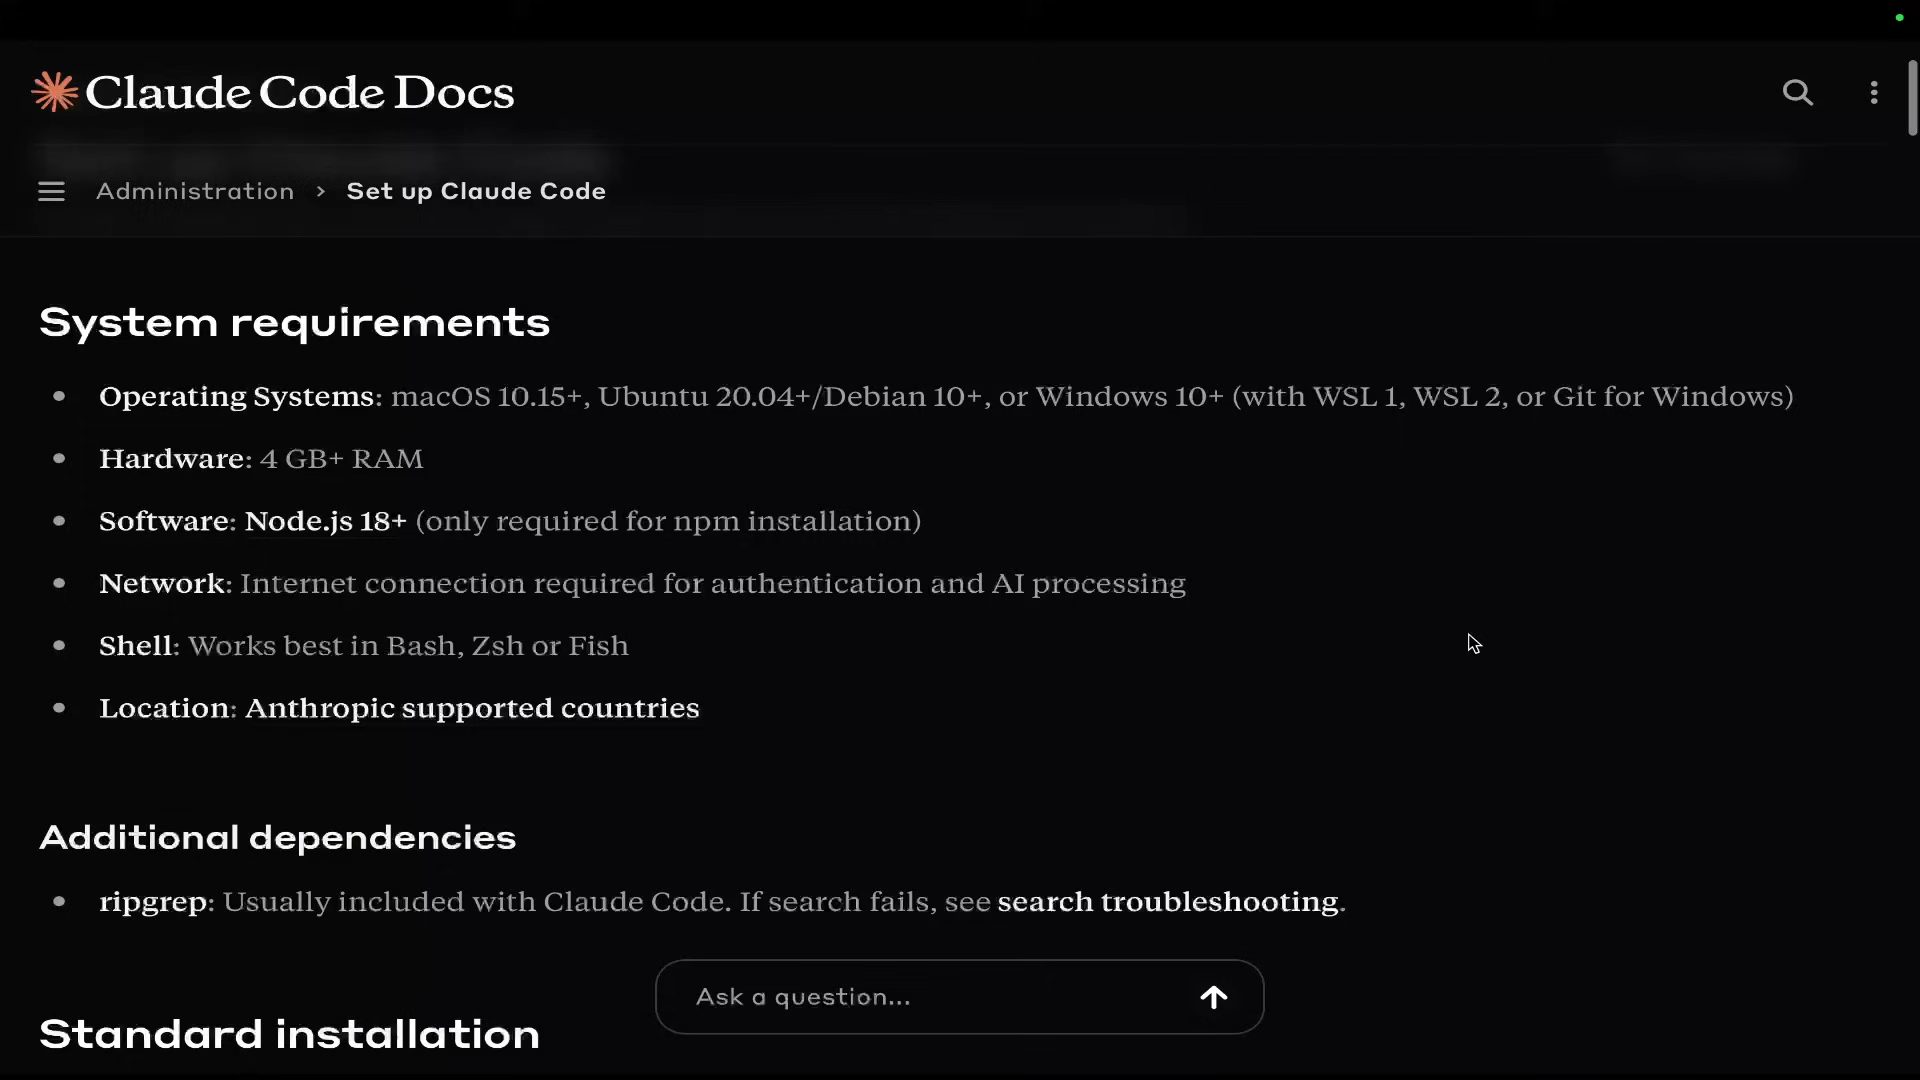 Claude Code Docs
Administration > Set up Claude Code
System requirements
• Operating Systems: macOS 10.15+, Ubuntu 20.04+/Debian 10+, or Windows 10+ (with WSL 1, WSL 2, or Git for Windows)
• Hardware: 4 GB+ RAM
• Software: Node.js 18+ (only required for npm installation)
• Network: Internet connection required for authentication and AI processing
• Shell: Works best in Bash, Zsh or Fish
• Location: Anthropic supported countries
Additional dependencies
• ripgrep: Usually included with Claude Code. If search fails, see search troubleshooting.
Ask a question...
Standard installation